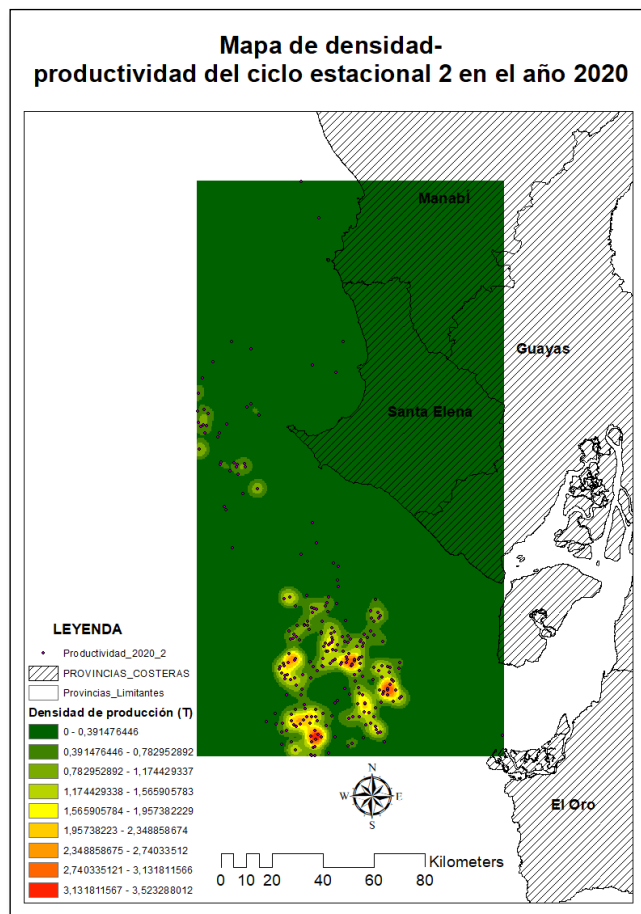 Mapa de densidad-
productividad del ciclo estacional 2 en el año 2020
Manabí
Guayas
Santa Elena
El Oro
LEYENDA
Productividad_2020_2
PROVINCIAS_COSTERAS
Provincias_Limitantes
Densidad de producción (T)
0 - 0,391476446
0,391476446 - 0,782952892
0,782952892 - 1,174429337
1,174429338 - 1,565905783
1,565905784 - 1,957382229
1,95738223 - 2,348858674
2,348858675 - 2,74033512
2,740335121 - 3,131811566
3,131811567 - 3,523288012
N
W E
S
Kilometers
0 10 20 40 60 80